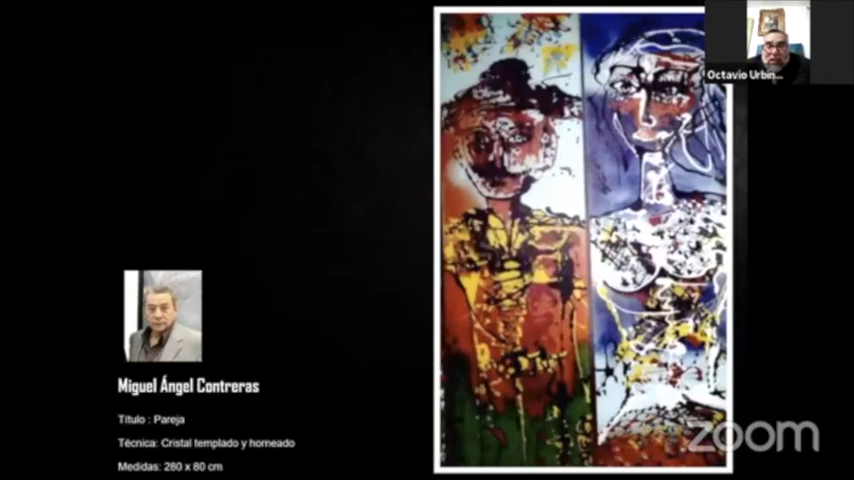 Octavio Urbin...
Miguel Ángel Contreras
Título : Pareja
Técnica: Cristal templado y horneado
Medidas: 280 x 80 cm
zoom